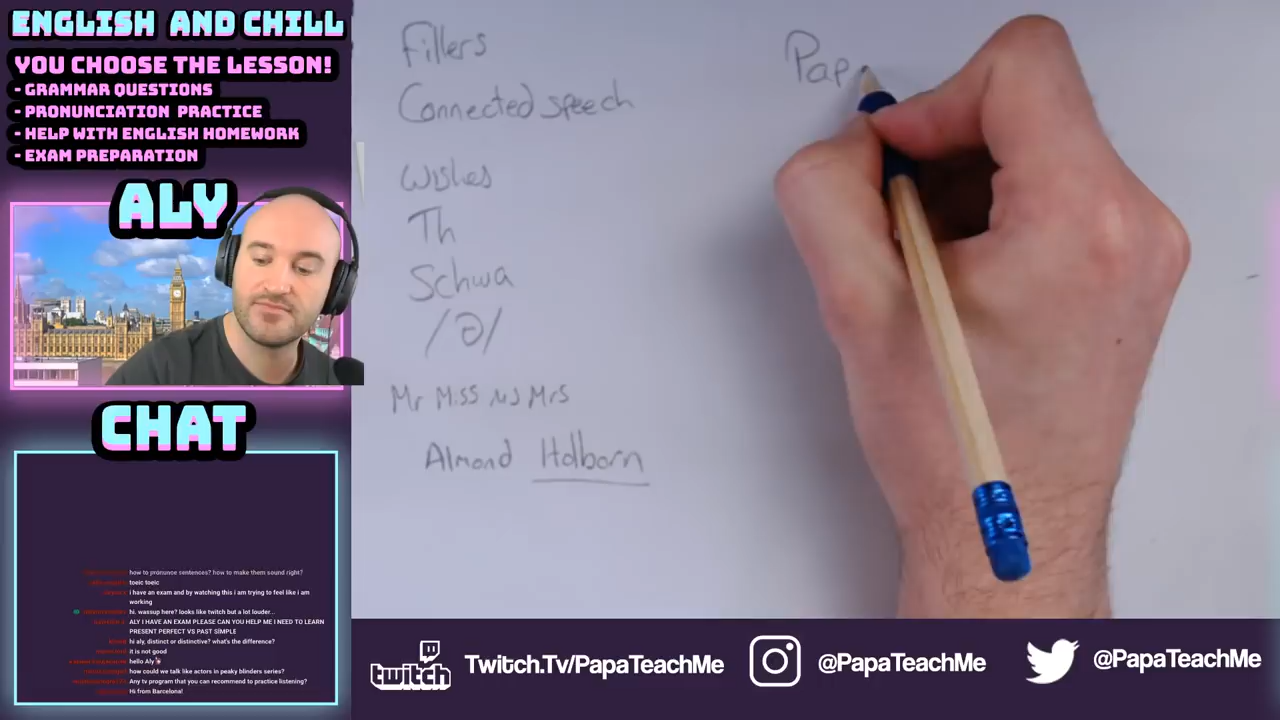 ENGLISH AND CHILL
YOU CHOOSE THE LESSON!
- GRAMMAR QUESTIONS
- PRONUNCIATION PRACTICE
- HELP WITH ENGLISH HOMEWORK
- EXAM PREPARATION
ALY
CHAT
how to pronunce sentences? how to make them sound right?
toeic toeic
i have an exam and by watching this i am trying to feel like i am
working
hi. wassup here? looks like twitch but a lot louder...
ALY I HAVE AN EXAM PLEASE CAN YOU HELP ME I NEED TO LEARN
PRESENT PERFECT VS PAST SİMPLE
hi aly, distinct or distinctive? what's the difference?
it is not good
hello Aly
how could we talk like actors in peaky blinders series?
Any tv program that you can recommend to practice listening?
Hi from Barcelona!
Fillers
Connected speech
Wishes
Th
Schwa
/ə/
Mr Miss Ms Mrs
Almond Holborn
Pap
twitch
Twitch.Tv/PapaTeachMe
@PapaTeachMe
@PapaTeachMe